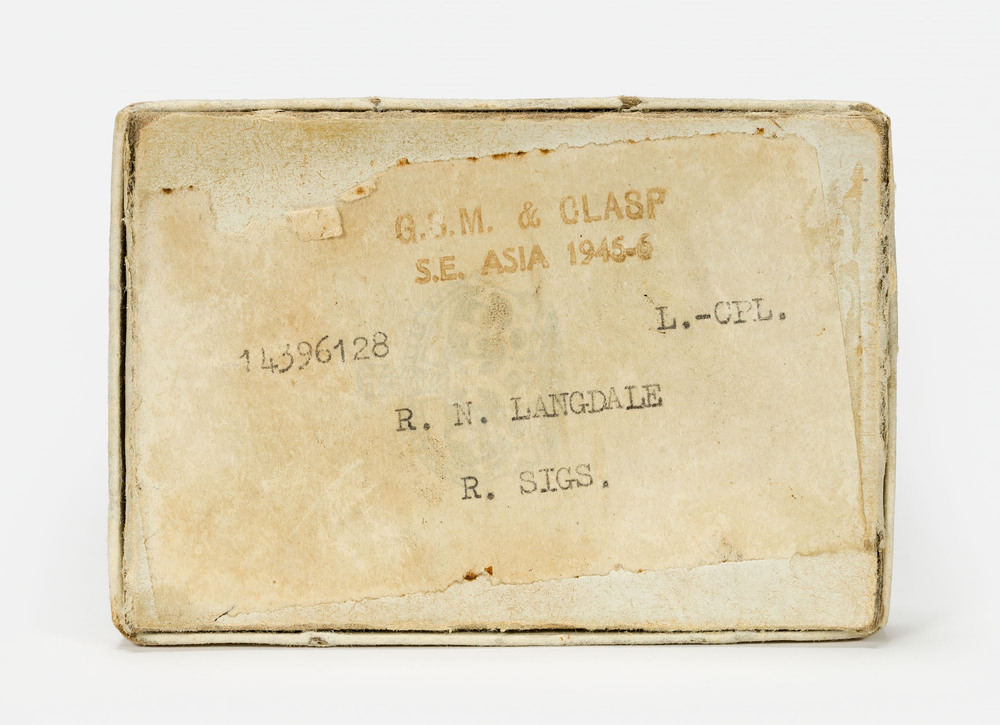 G.S.M. & CLASP
S.E. ASIA 1945-6
L.-CPL.
14396128
R. N. LANGDALE
R. SIGS.